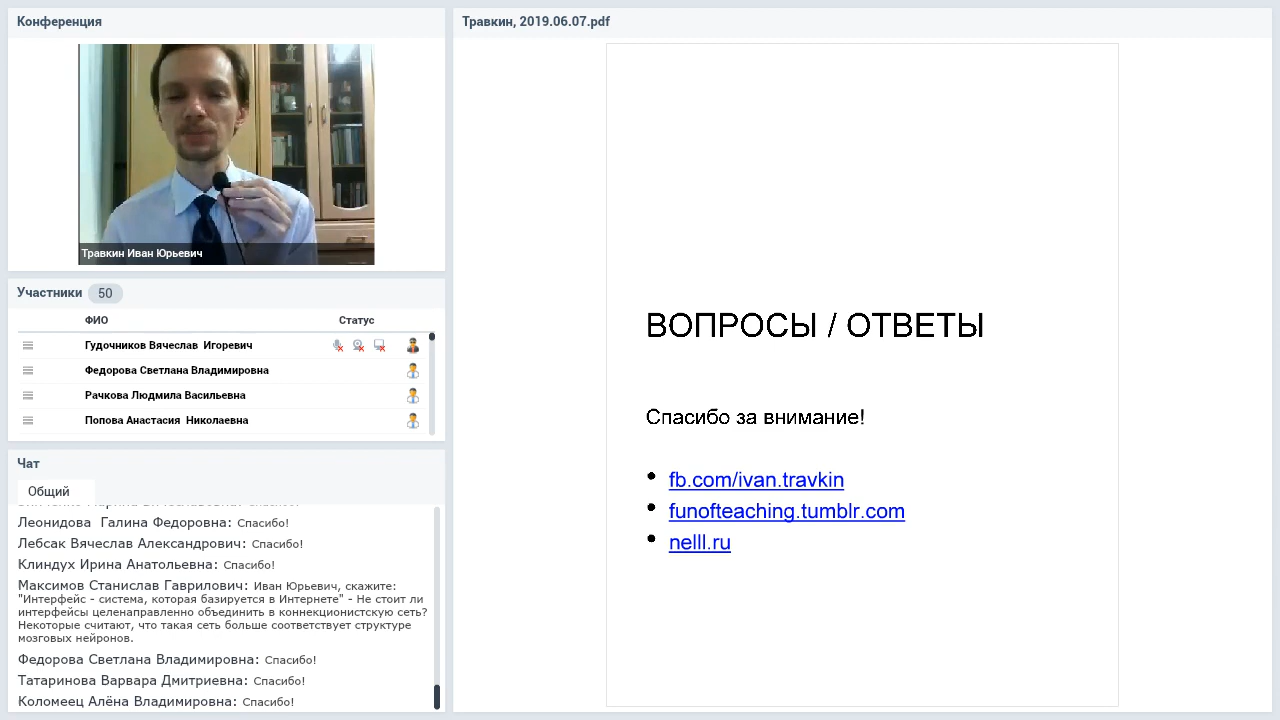 Конференция
Травкин Иван Юрьевич
Участники 50
ФИО Статус
Гудочников Вячеслав Игоревич
Федорова Светлана Владимировна
Рачкова Людмила Васильевна
Попова Анастасия Николаевна
Чат
Общий
Леонидова Галина Федоровна: Спасибо!
Лебсак Вячеслав Александрович: Спасибо!
Клиндух Ирина Анатольевна: Спасибо!
Максимов Станислав Гаврилович: Иван Юрьевич, скажите:
"Интерфейс - система, которая базируется в Интернете" - Не стоит ли
интерфейсы целенаправленно объединить в коннекционистскую сеть?
Некоторые считают, что такая сеть больше соответствует структуре
мозговых нейронов.
Федорова Светлана Владимировна: Спасибо!
Татаринова Варвара Дмитриевна: Спасибо!
Коломеец Алёна Владимировна: Спасибо!
Травкин, 2019.06.07.pdf
ВОПРОСЫ / ОТВЕТЫ
Спасибо за внимание!
• fb.com/ivan.travkin
• funofteaching.tumblr.com
• nelll.ru